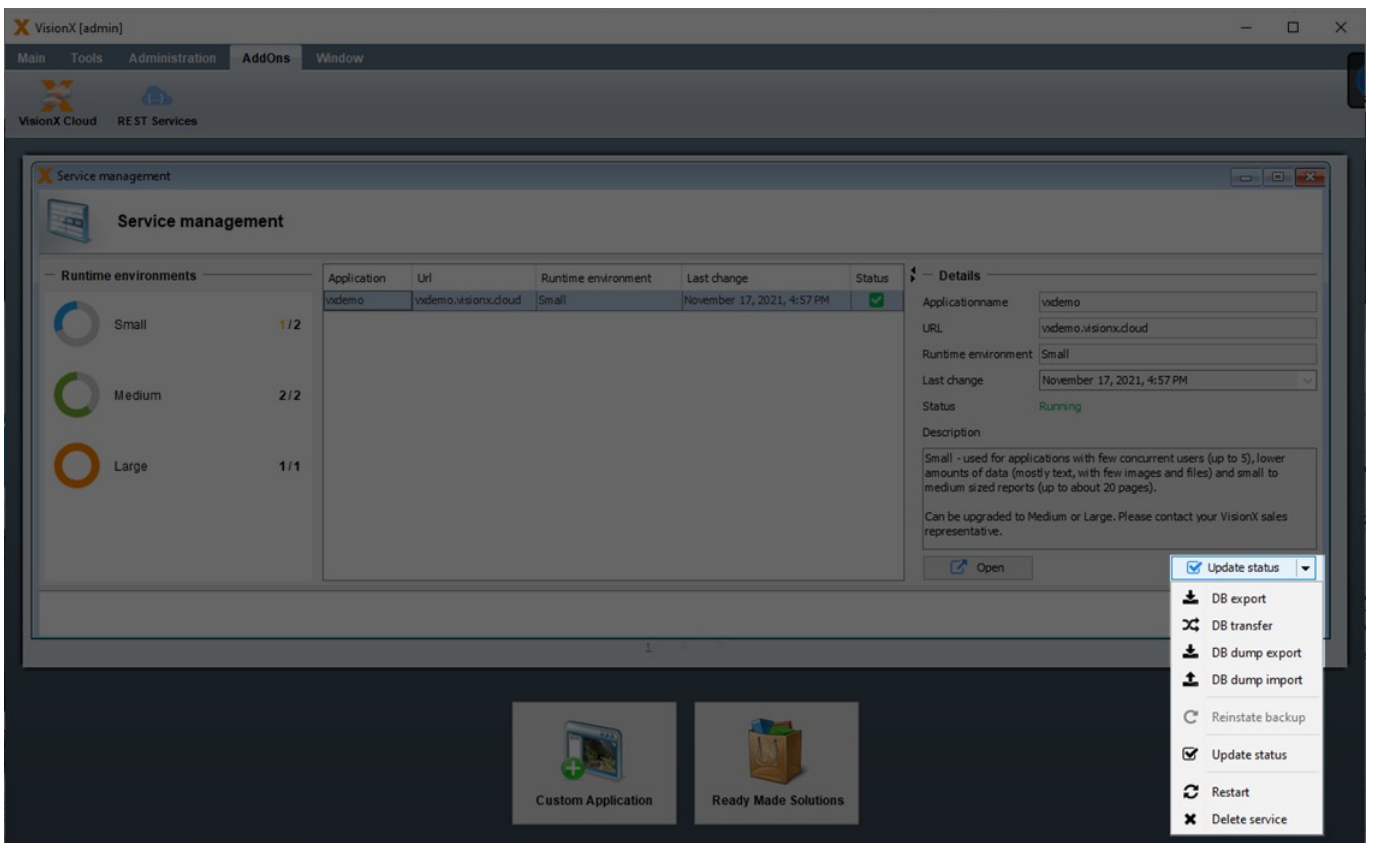 VisionX [admin]
Main Tools Administration AddOns Window
VisionX Cloud REST Services
Service management
Service management
Runtime environments
Small 1/2
Medium 2/2
Large 1/1
Application Url Runtime environment Last change Status
vxdemo vxdemo.visionx.cloud Small November 17, 2021, 4:57 PM
Details
Applicationname vxdemo
URL vxdemo.visionx.cloud
Runtime environment Small
Last change November 17, 2021, 4:57 PM
Status Running
Description
Small - used for applications with few concurrent users (up to 5), lower
amounts of data (mostly text, with few images and files) and small to
medium sized reports (up to about 20 pages).
Can be upgraded to Medium or Large. Please contact your VisionX sales
representative.
Open Update status
DB export
DB transfer
DB dump export
DB dump import
Reinstate backup
Update status
Restart
Delete service
1
Custom Application Ready Made Solutions